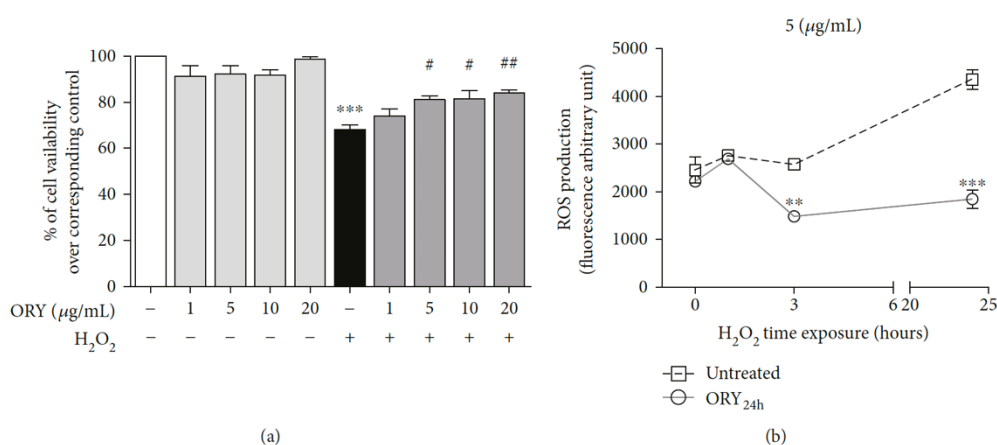 100
80
60
40
20
0
% of cell vailability
over corresponding control
***
#
#
##
ORY (μg/mL) – 1 5 10 20 – 1 5 10 20
H2O2 – – – – – + + + + +
(a)
5 (μg/mL)
5000
4000
3000
2000
1000
0
ROS production
(fluorescence arbitrary unit)
**
***
0 3 6 20 25
H2O2 time exposure (hours)
Untreated
ORY24h
(b)